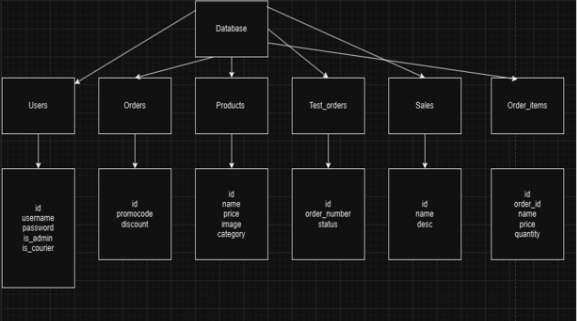 Database
Users
Orders
Products
Test_orders
Sales
Order_items
id
username
password
is_admin
is_courier
id
promocode
discount
id
name
price
image
category
id
order_number
status
id
name
desc
id
order_id
name
price
quantity